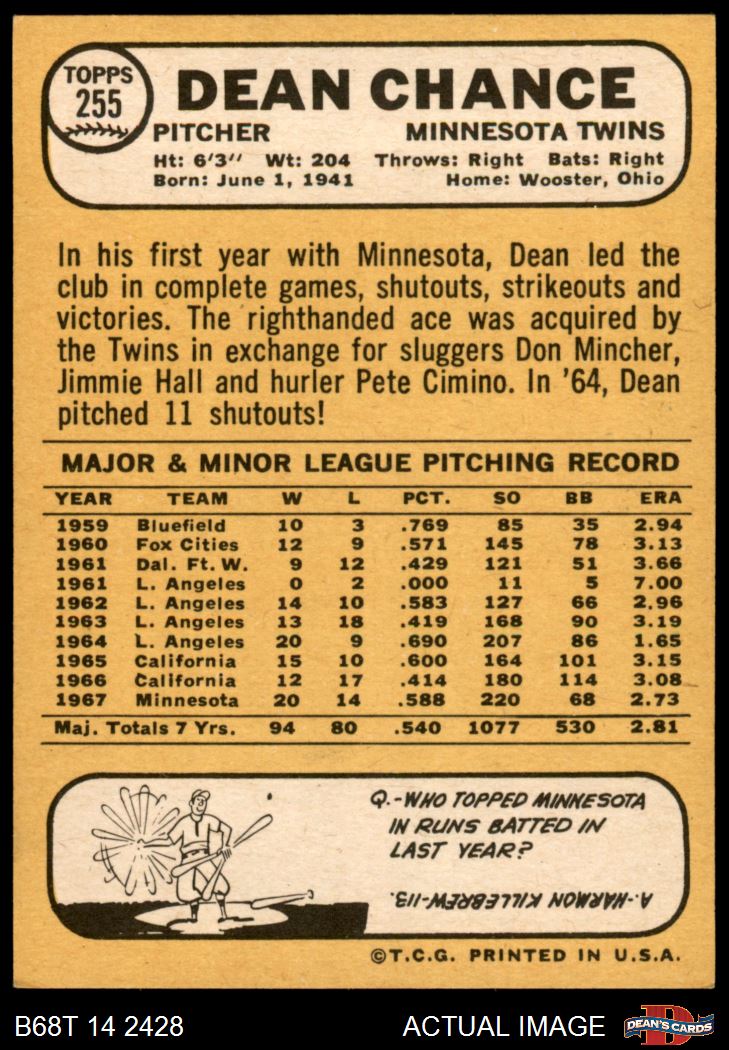 TOPPS
255
DEAN CHANCE
PITCHER MINNESOTA TWINS
Ht: 6'3" Wt: 204 Throws: Right Bats: Right
Born: June 1, 1941 Home: Wooster, Ohio
In his first year with Minnesota, Dean led the
club in complete games, shutouts, strikeouts and
victories. The righthanded ace was acquired by
the Twins in exchange for sluggers Don Mincher,
Jimmie Hall and hurler Pete Cimino. In '64, Dean
pitched 11 shutouts!
MAJOR & MINOR LEAGUE PITCHING RECORD
YEAR TEAM W L PCT. SO BB ERA
1959 Bluefield 10 3 .769 85 35 2.94
1960 Fox Cities 12 9 .571 145 78 3.13
1961 Dal. Ft. W. 9 12 .429 121 51 3.66
1961 L. Angeles 0 2 .000 11 5 7.00
1962 L. Angeles 14 10 .583 127 66 2.96
1963 L. Angeles 13 18 .419 168 90 3.19
1964 L. Angeles 20 9 .690 207 86 1.65
1965 California 15 10 .600 164 101 3.15
1966 California 12 17 .414 180 114 3.08
1967 Minnesota 20 14 .588 220 68 2.73
Maj. Totals 7 Yrs. 94 80 .540 1077 530 2.81
Q.-WHO TOPPED MINNESOTA
IN RUNS BATTED IN
LAST YEAR?
A.-HARMON KILLEBREW-113.
©T.C.G. PRINTED IN U.S.A.
B68T 14 2428 ACTUAL IMAGE
D
DEAN'S CARDS